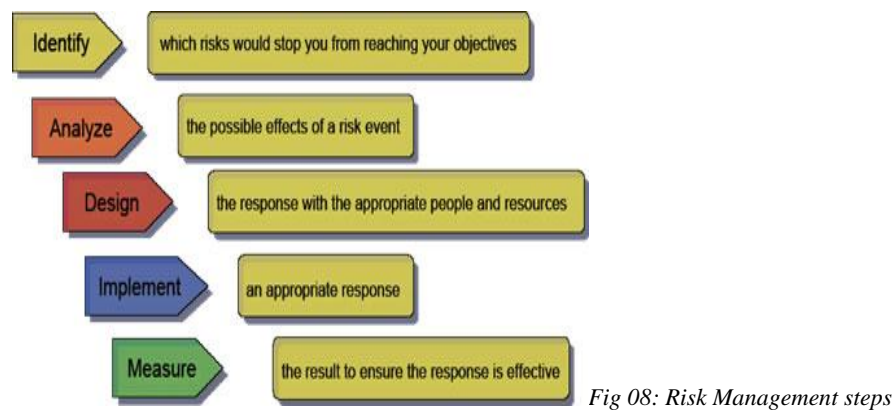 Identify which risks would stop you from reaching your objectives
Analyze the possible effects of a risk event
Design the response with the appropriate people and resources
Implement an appropriate response
Measure the result to ensure the response is effective
Fig 08: Risk Management steps